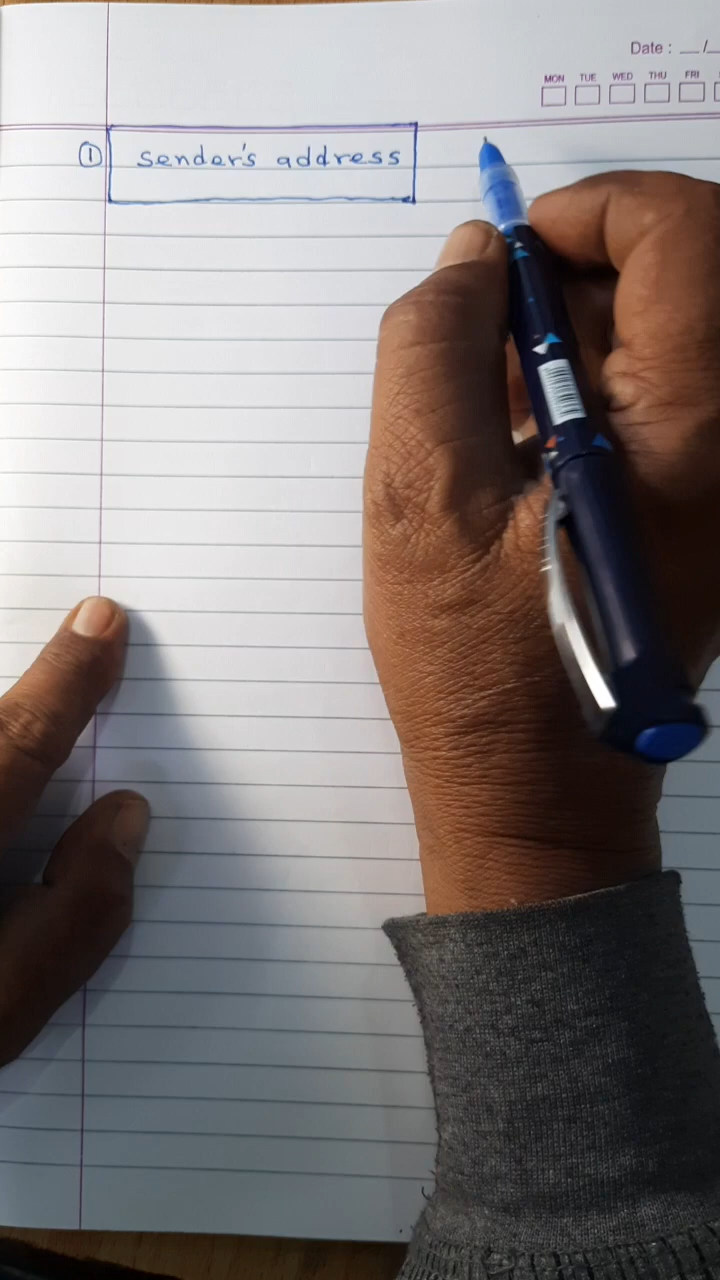 Date : __/__
MON TUE WED THU FRI
① Sender's address